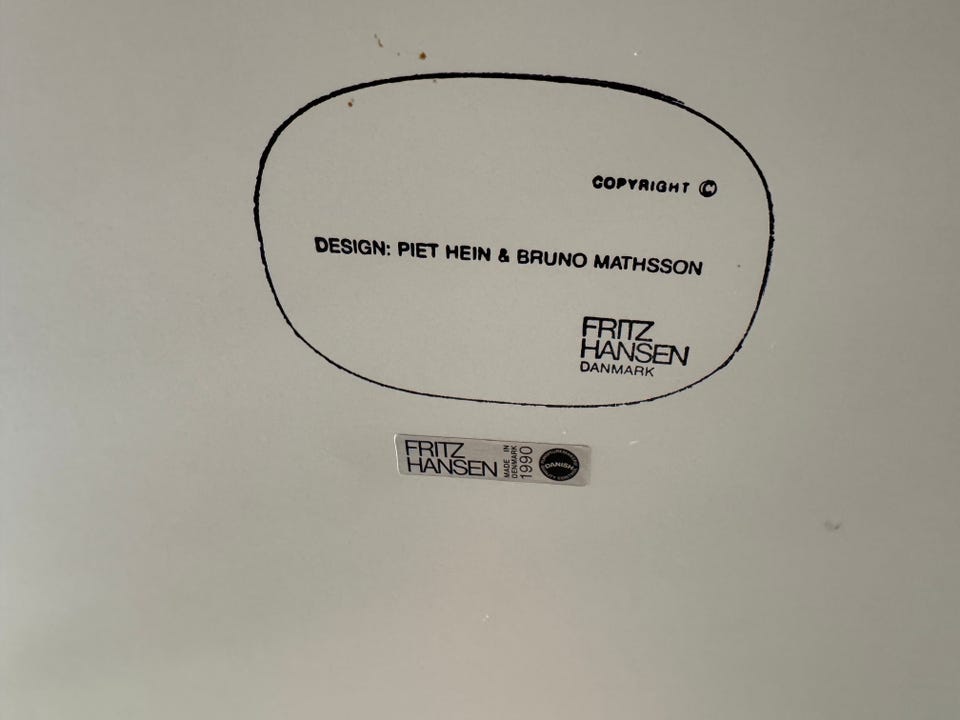 COPYRIGHT ©
DESIGN: PIET HEIN & BRUNO MATHSSON
FRITZ
HANSEN
DANMARK
FRITZ
HANSEN
MADE IN
DENMARK
1990
DANISH